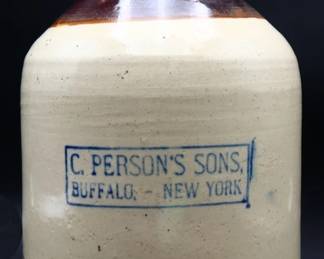 C. PERSON'S SONS,
BUFFALO, - NEW YORK